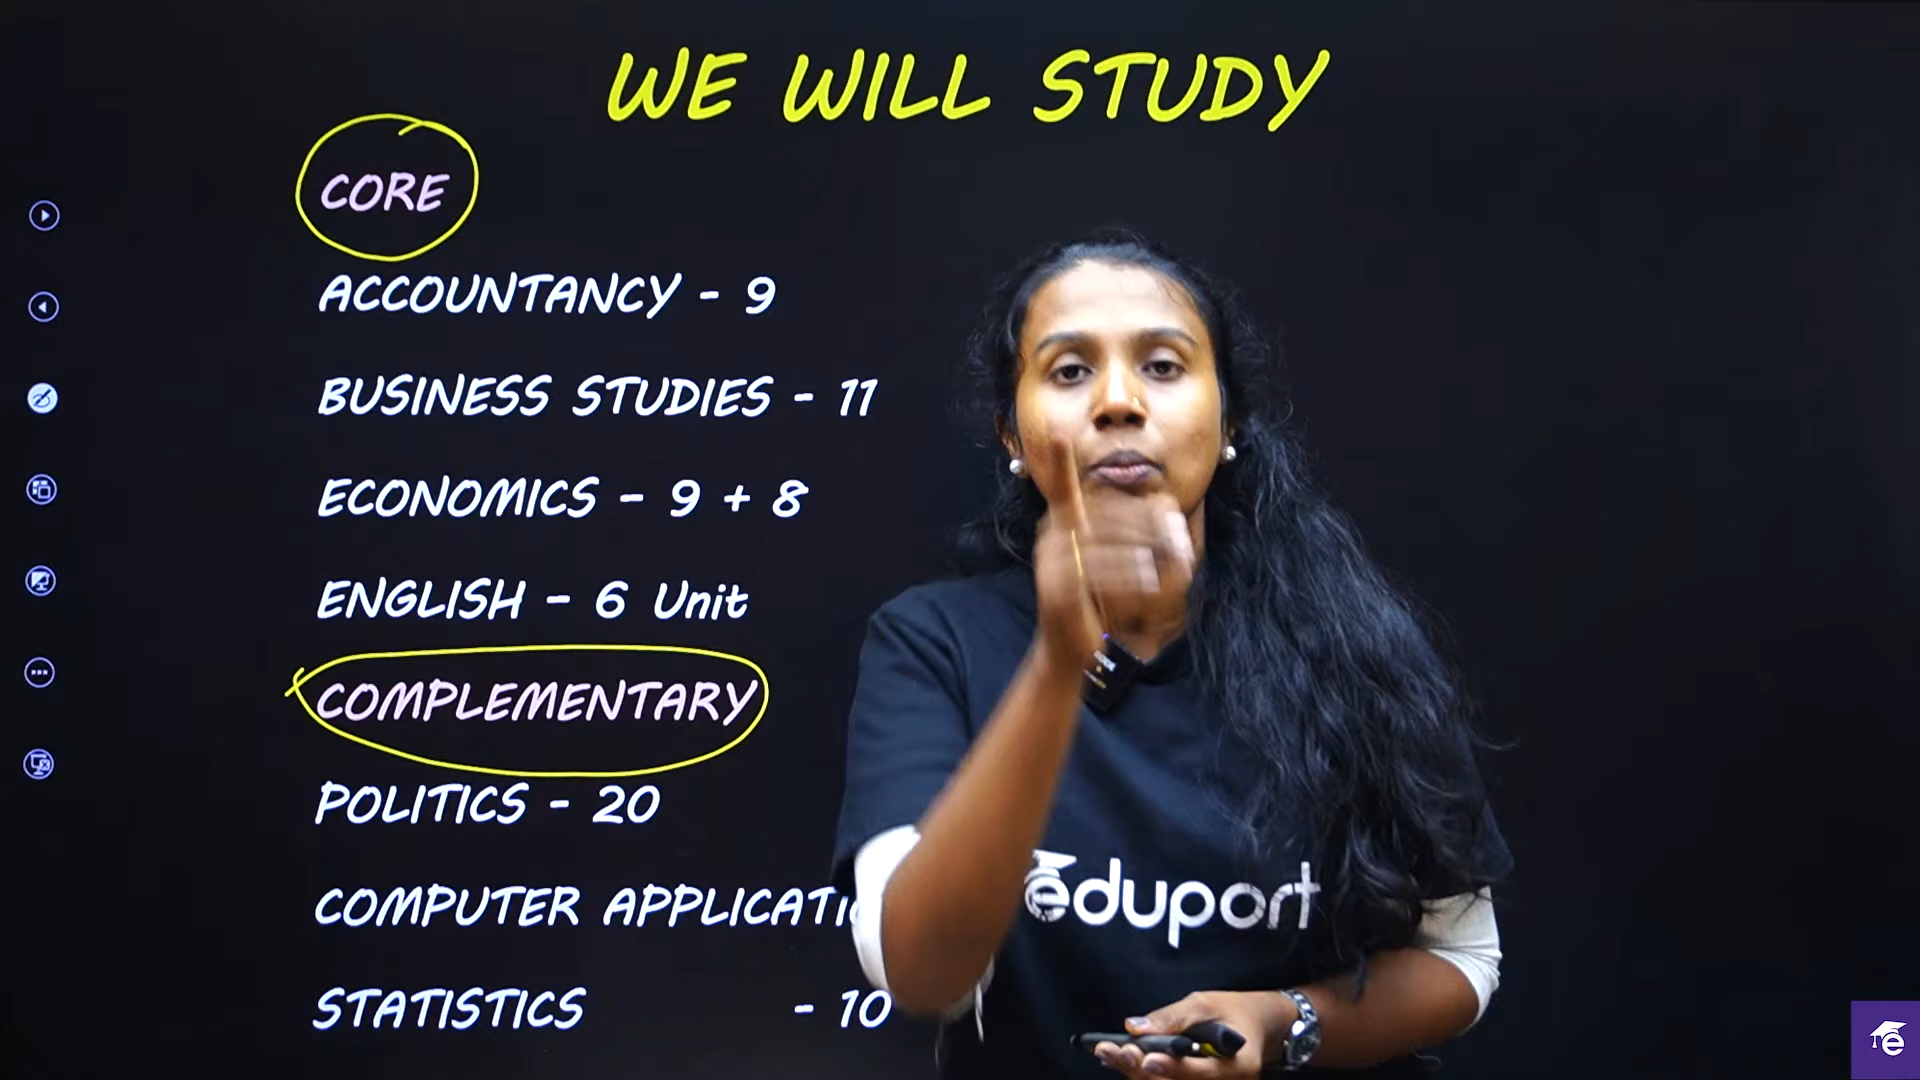 WE WILL STUDY
CORE
ACCOUNTANCY - 9
BUSINESS STUDIES - 11
ECONOMICS - 9 + 8
ENGLISH - 6 Unit
COMPLEMENTARY
POLITICS - 20
COMPUTER
STATISTICS - 10
eduport